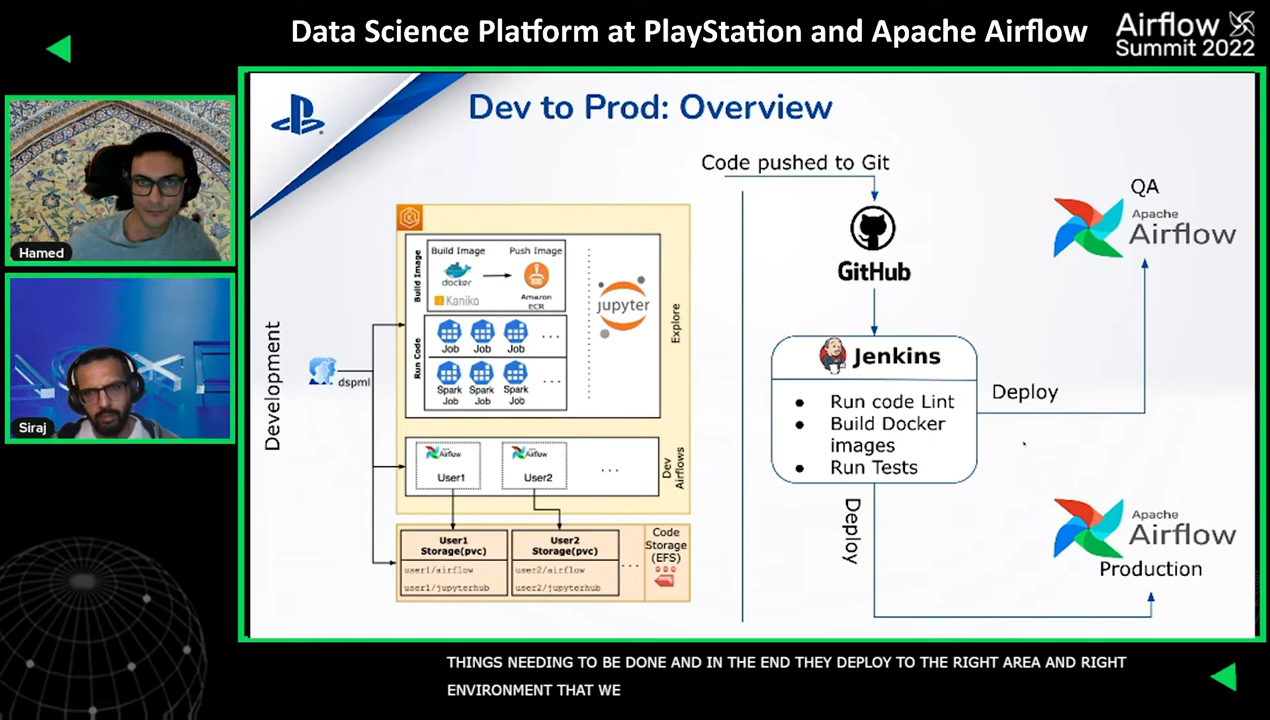 Data Science Platform at PlayStation and Apache Airflow
Airflow
Summit 2022
Hamed
Siraj
Dev to Prod: Overview
Development
dspml
Build Image
Build Image
Push Image
docker
Kaniko
Amazon
ECR
Run Code
Job
Job
Job
...
Spark
Job
Spark
Job
Spark
Job
...
jupyter
Explore
Apache
Airflow
User1
Apache
Airflow
User2
...
Dev
Airflows
User1
Storage(pvc)
user1/airflow
user1/jupyterhub
User2
Storage(pvc)
user2/airflow
user2/jupyterhub
...
Code
Storage
(EFS)
Code pushed to Git
GitHub
Jenkins
● Run code Lint
● Build Docker
images
● Run Tests
Deploy
Deploy
QA
Apache
Airflow
Apache
Airflow
Production
THINGS NEEDING TO BE DONE AND IN THE END THEY DEPLOY TO THE RIGHT AREA AND RIGHT
ENVIRONMENT THAT WE